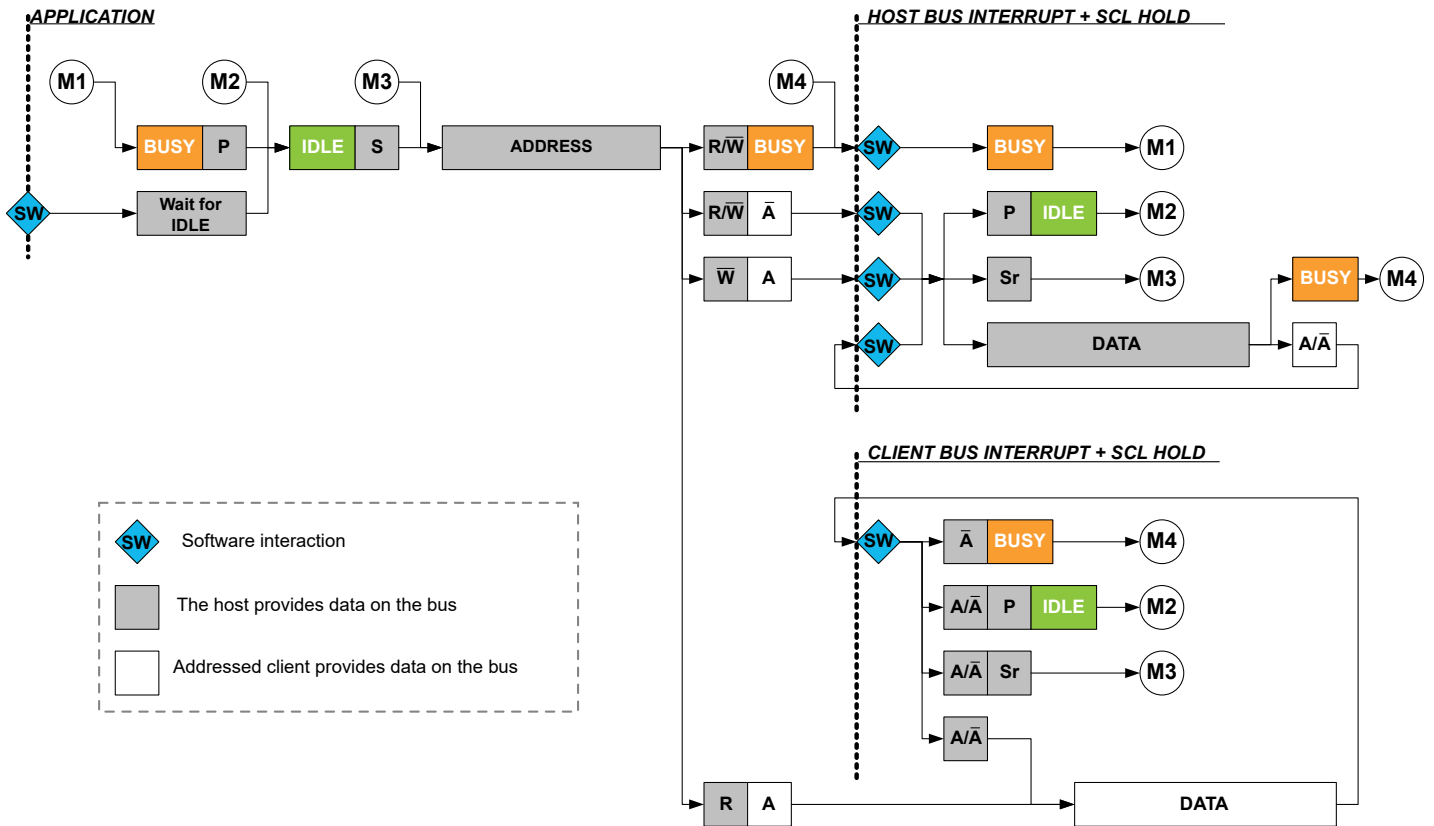 APPLICATION
HOST BUS INTERRUPT + SCL HOLD
M1
M2
M3
M4
BUSY P
IDLE S
ADDRESS
R/W̅ BUSY
SW
BUSY
M1
SW
Wait for
IDLE
R/W̅ A̅
SW
P IDLE
M2
W̅ A
SW
Sr
M3
BUSY
M4
SW
DATA
A/A̅
CLIENT BUS INTERRUPT + SCL HOLD
SW
A̅ BUSY
M4
A/A̅ P IDLE
M2
A/A̅ Sr
M3
A/A̅
R A
DATA
SW
Software interaction
The host provides data on the bus
Addressed client provides data on the bus